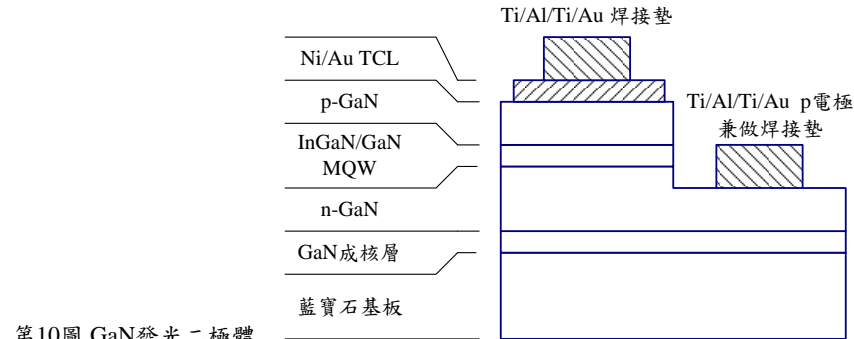 Ti/Al/Ti/Au 焊接墊
Ni/Au TCL
p-GaN
Ti/Al/Ti/Au p電極
兼做焊接墊
InGaN/GaN
MQW
n-GaN
GaN成核層
藍寶石基板
第10圖 GaN發光二極體